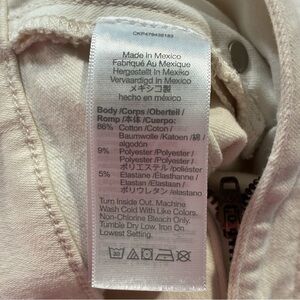 Made in Mexico
Fabriqué Au Mexique
Hergestellt In Mexiko
Vervaardigd In Mexico
メキシコ製
hecho en méxico
Body /Corps /Oberteil /
Romp /本体 /Cuerpo:
86% Cotton /Coton /
Baumwolle /Katoen /綿 /
algodón
9% Polyester /Polyester /
Polyester /Polyester /
ポリエステル /poliéster
5% Elastane /Elasthanne /
Elastan /Elastaan /
ポリウレタン /elastano
Turn Inside Out. Machine
Wash Cold With Like Colors.
Non-Chlorine Bleach Only.
Tumble Dry Low. Iron On
Lowest Setting.